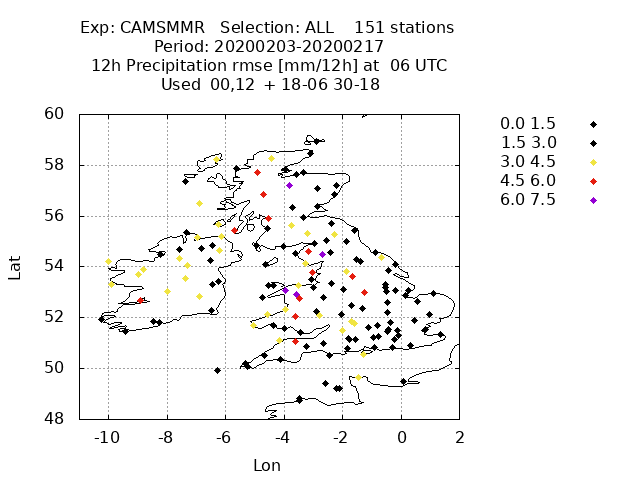 Exp: CAMSMMR Selection: ALL 151 stations
Period: 20200203-20200217
12h Precipitation rmse [mm/12h] at 06 UTC
Used 00,12 + 18-06 30-18
60
58
56
54
52
50
48
Lat
-10 -8 -6 -4 -2 0 2
Lon
0.0 1.5
1.5 3.0
3.0 4.5
4.5 6.0
6.0 7.5